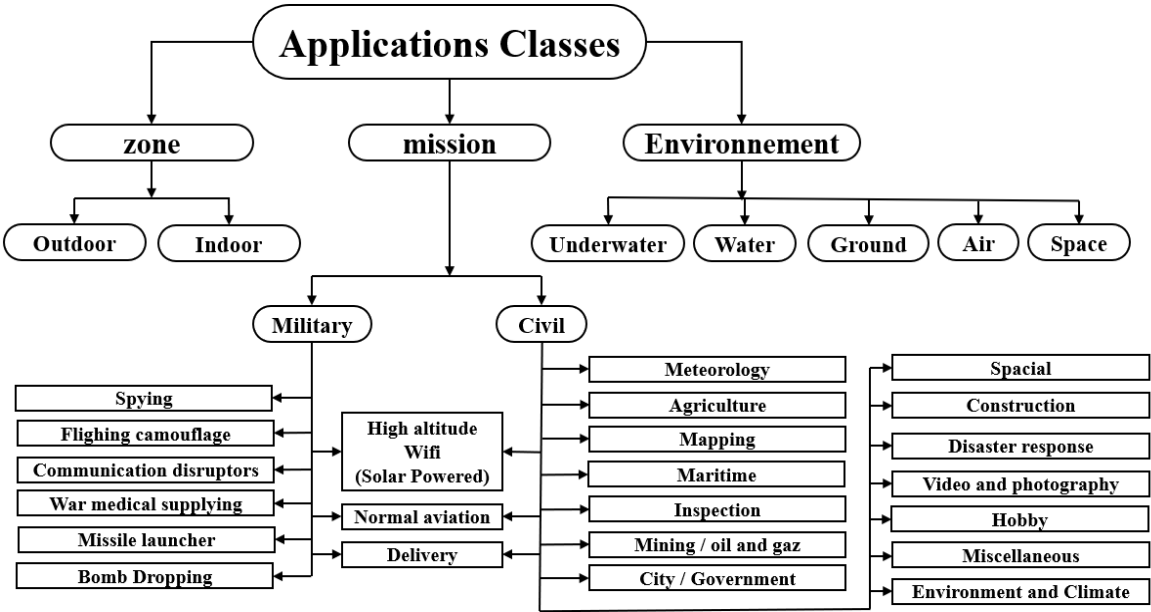 Applications Classes
zone
mission
Environnement
Outdoor
Indoor
Underwater
Water
Ground
Air
Space
Military
Civil
Spying
Flighing camouflage
Communication disruptors
War medical supplying
Missile launcher
Bomb Dropping
High altitude
Wifi
(Solar Powered)
Normal aviation
Delivery
Meteorology
Agriculture
Mapping
Maritime
Inspection
Mining / oil and gaz
City / Government
Spacial
Construction
Disaster response
Video and photography
Hobby
Miscellaneous
Environment and Climate